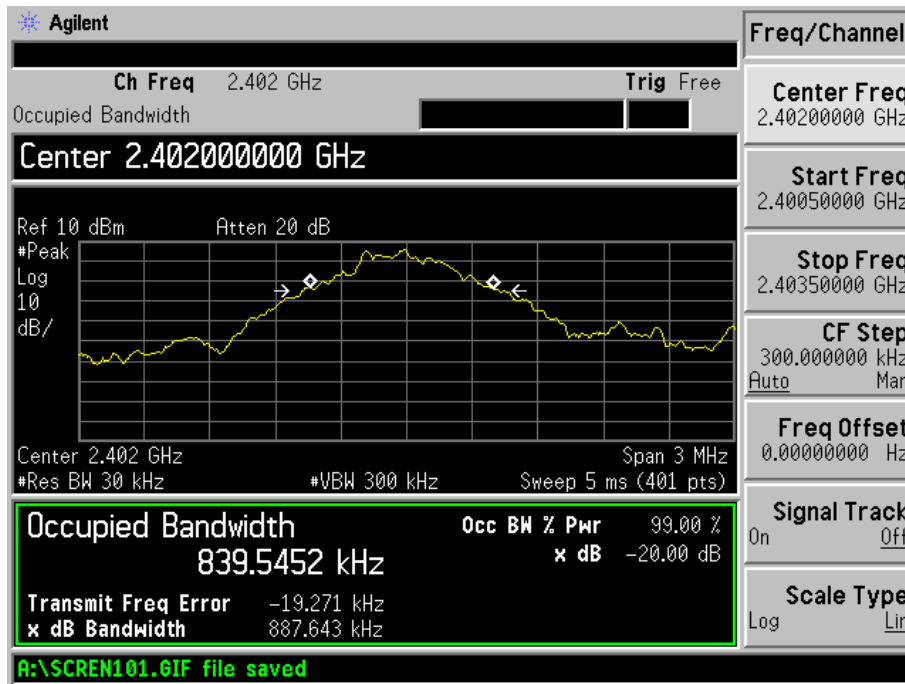 Agilent
Ch Freq 2.402 GHz Trig Free
Occupied Bandwidth
Center 2.402000000 GHz
Ref 10 dBm Atten 20 dB
#Peak
Log
10
dB/
Center 2.402 GHz Span 3 MHz
#Res BW 30 kHz #VBW 300 kHz Sweep 5 ms (401 pts)
Occupied Bandwidth Occ BW % Pwr 99.00 %
839.5452 kHz x dB -20.00 dB
Transmit Freq Error -19.271 kHz
x dB Bandwidth 887.643 kHz
A:\SCREN101.GIF file saved
Freq/Channel
Center Freq
2.40200000 GHz
Start Freq
2.40050000 GHz
Stop Freq
2.40350000 GHz
CF Step
300.000000 kHz
Auto Man
Freq Offset
0.00000000 Hz
Signal Track
On Off
Scale Type
Log Lin